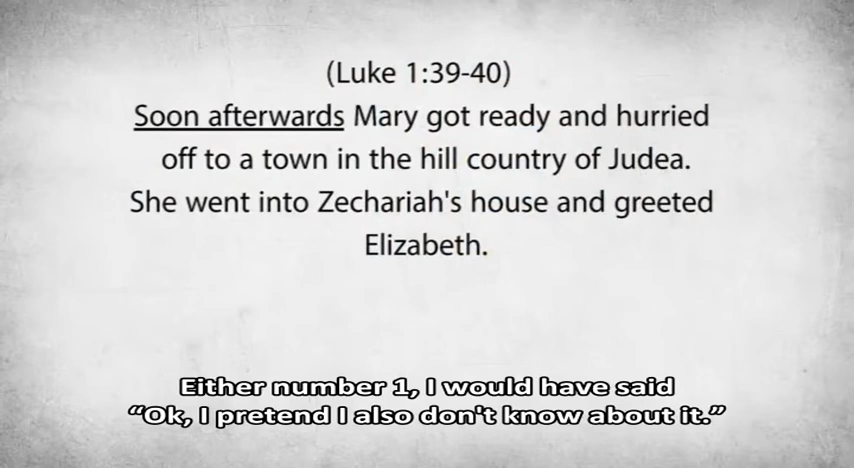 (Luke 1:39-40)
Soon afterwards Mary got ready and hurried
off to a town in the hill country of Judea.
She went into Zechariah's house and greeted
Elizabeth.
Either number 1, I would have said
“Ok, I pretend I also don't know about it.”